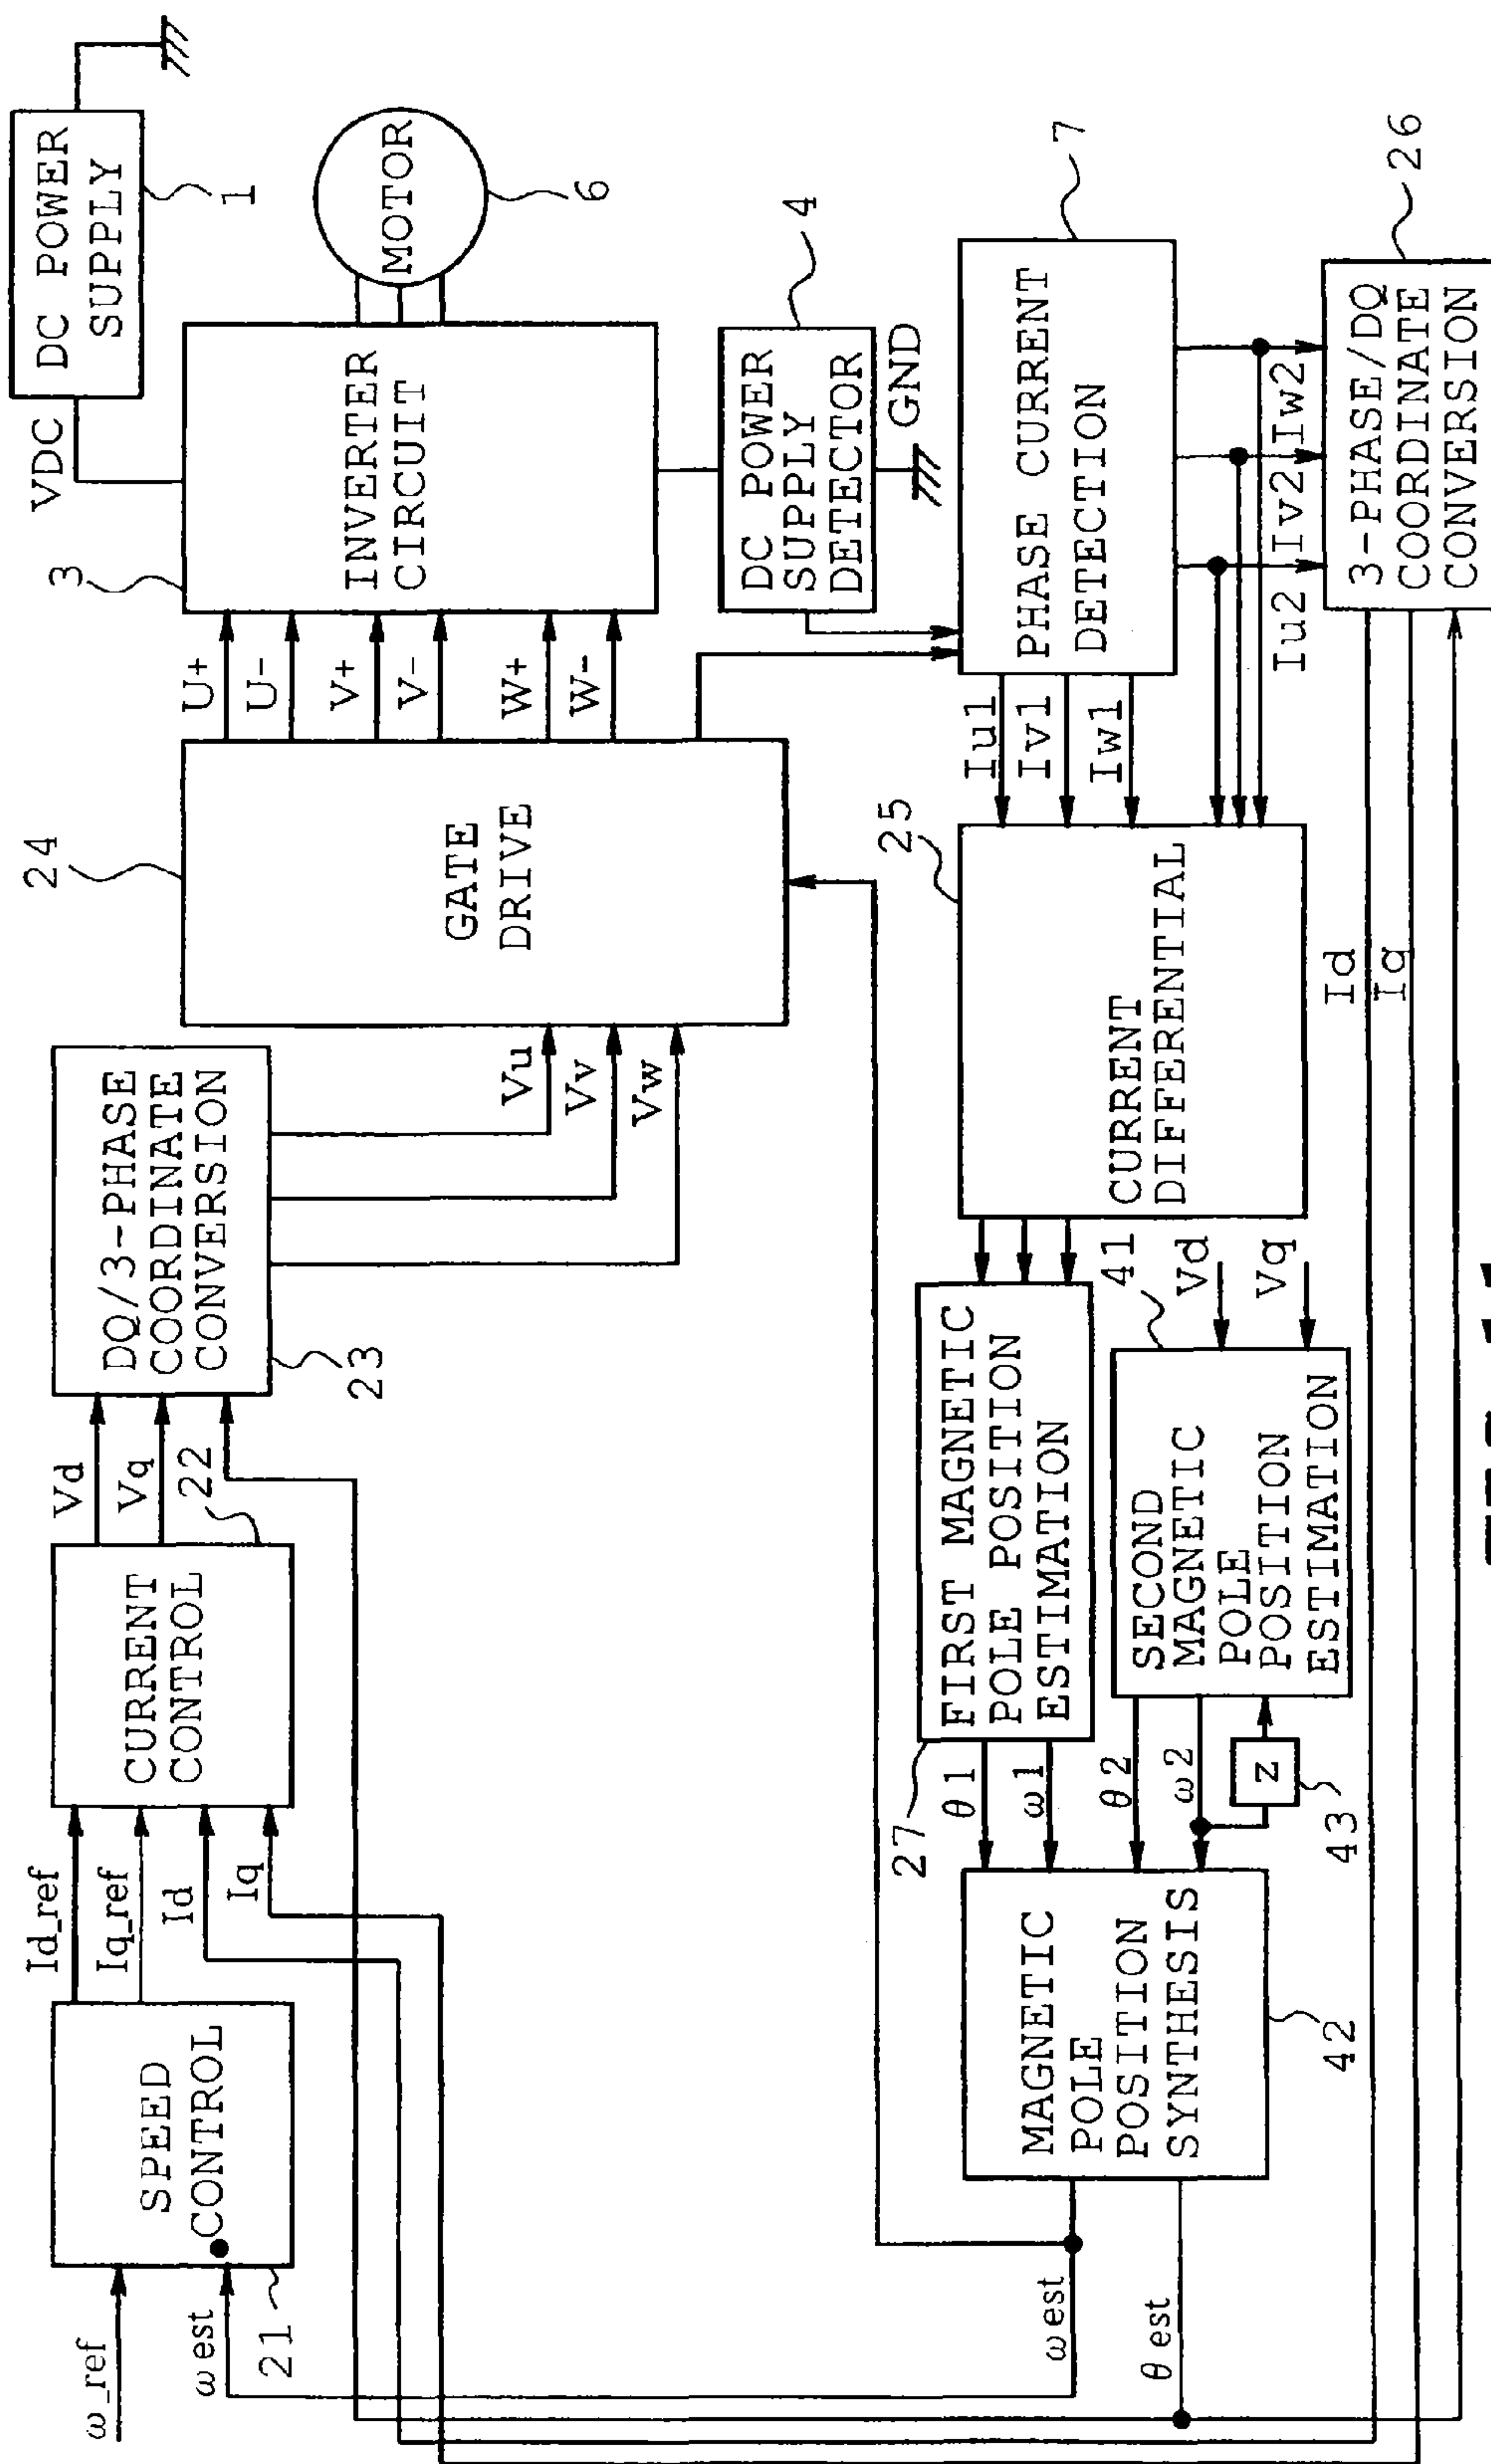 DC POWER
SUPPLY
1
VDC
3
INVERTER
CIRCUIT
MOTOR
6
DC POWER
SUPPLY
DETECTOR
4
GND
U+
U-
V+
V-
W+
W-
24
GATE
DRIVE
Vu
Vv
Vw
DQ/3-PHASE
COORDINATE
CONVERSION
23
Vd
Vq
22
CURRENT
CONTROL
Id_ref
Iq_ref
Id
Iq
SPEED
CONTROL
21
ω_ref
ωest
PHASE CURRENT
DETECTION
7
Iu1
Iv1
Iw1
Iu2
Iv2
Iw2
3-PHASE/DQ
COORDINATE
CONVERSION
26
25
CURRENT
DIFFERENTIAL
Id
Iq
FIRST MAGNETIC
POLE POSITION
ESTIMATION
27
41
Vd
Vq
SECOND
MAGNETIC
POLE
POSITION
ESTIMATION
θ1
ω1
θ2
ω2
z
43
MAGNETIC
POLE
POSITION
SYNTHESIS
42
ωest
θest